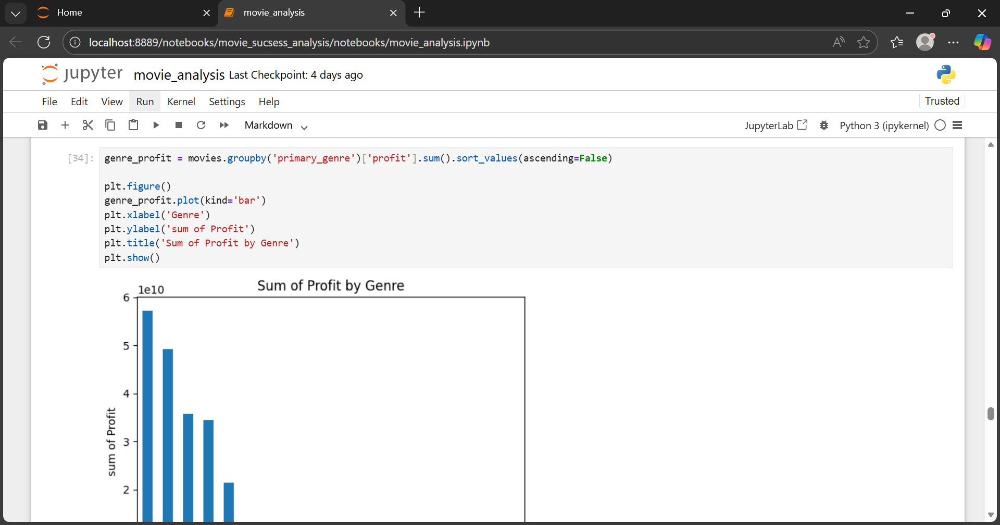 Home
movie_analysis
localhost:8889/notebooks/movie_sucsess_analysis/notebooks/movie_analysis.ipynb
jupyter movie_analysis Last Checkpoint: 4 days ago
File Edit View Run Kernel Settings Help
Trusted
Markdown
JupyterLab
Python 3 (ipykernel)
[34]: genre_profit = movies.groupby('primary_genre')['profit'].sum().sort_values(ascending=False)
plt.figure()
genre_profit.plot(kind='bar')
plt.xlabel('Genre')
plt.ylabel('sum of Profit')
plt.title('Sum of Profit by Genre')
plt.show()
Sum of Profit by Genre
1e10
6
5
4
3
2
sum of Profit